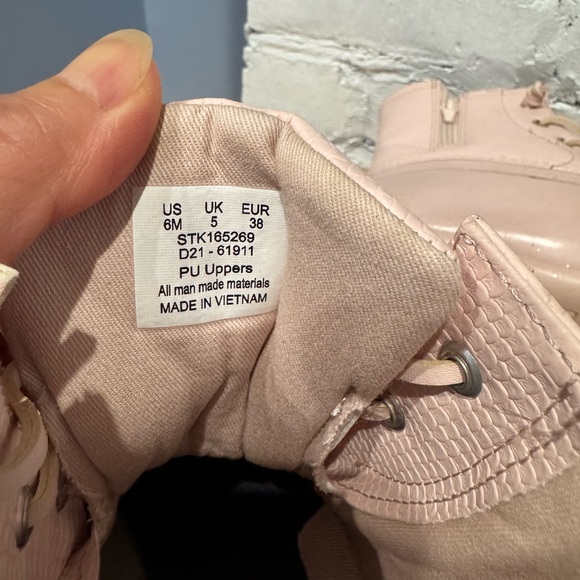 US UK EUR
6M 5 38
STK165269
D21 - 61911
PU Uppers
All man made materials
MADE IN VIETNAM